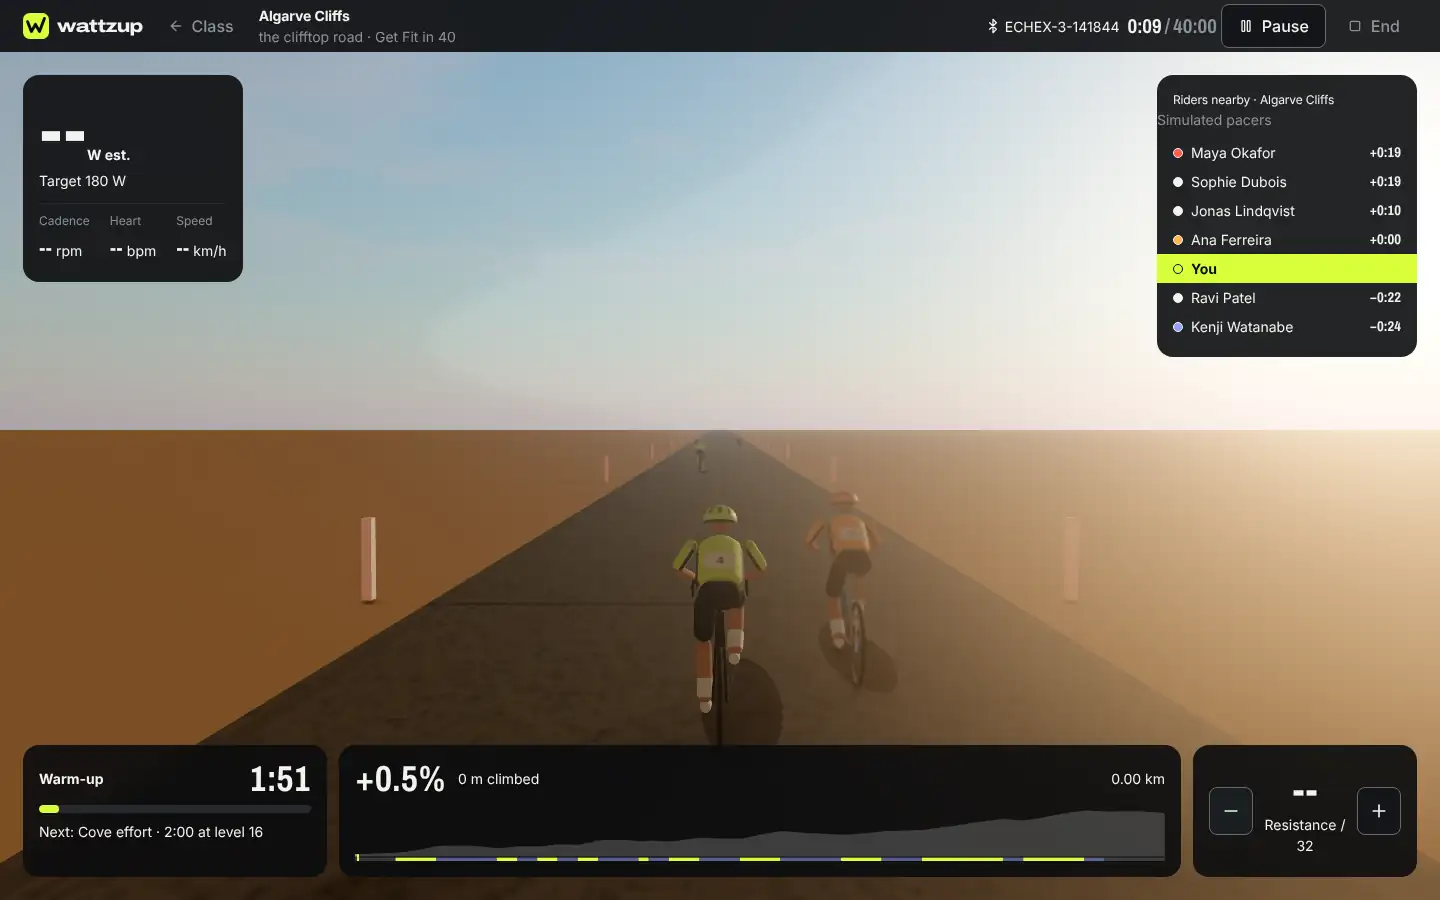 wattzup
Class
Algarve Cliffs
the clifftop road · Get Fit in 40
ECHEX-3-141844
0:09 / 40:00
Pause
End
--
W est.
Target 180 W
Cadence Heart Speed
-- rpm -- bpm -- km/h
Riders nearby · Algarve Cliffs
Simulated pacers
Maya Okafor +0:19
Sophie Dubois +0:19
Jonas Lindqvist +0:10
Ana Ferreira +0:00
You
Ravi Patel −0:22
Kenji Watanabe −0:24
4
Warm-up 1:51
Next: Cove effort · 2:00 at level 16
+0.5% 0 m climbed 0.00 km
−
--
Resistance /
32
+